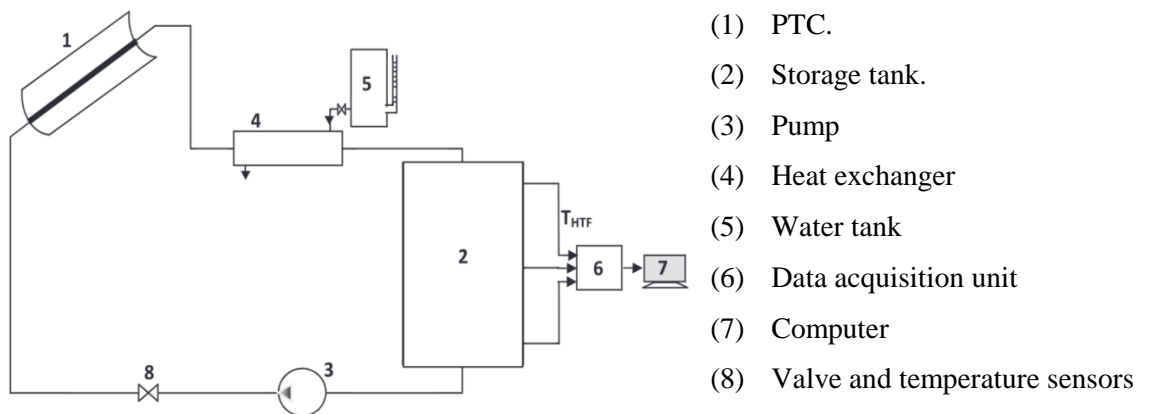 1
5
4
T_HTF
2
6
7
8
3
(1) PTC.
(2) Storage tank.
(3) Pump
(4) Heat exchanger
(5) Water tank
(6) Data acquisition unit
(7) Computer
(8) Valve and temperature sensors